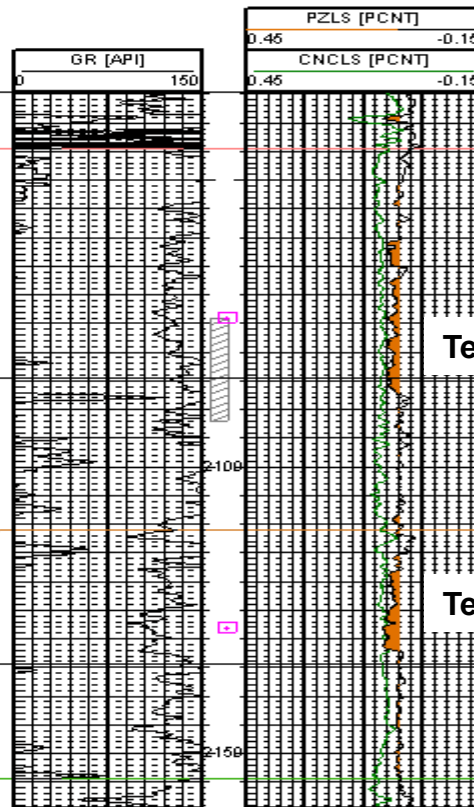 PZLS [PCNT]
0.45 -0.15
GR [API]
0 150
CNCLS [PCNT]
0.45 -0.15
Te
2100
Te
2150